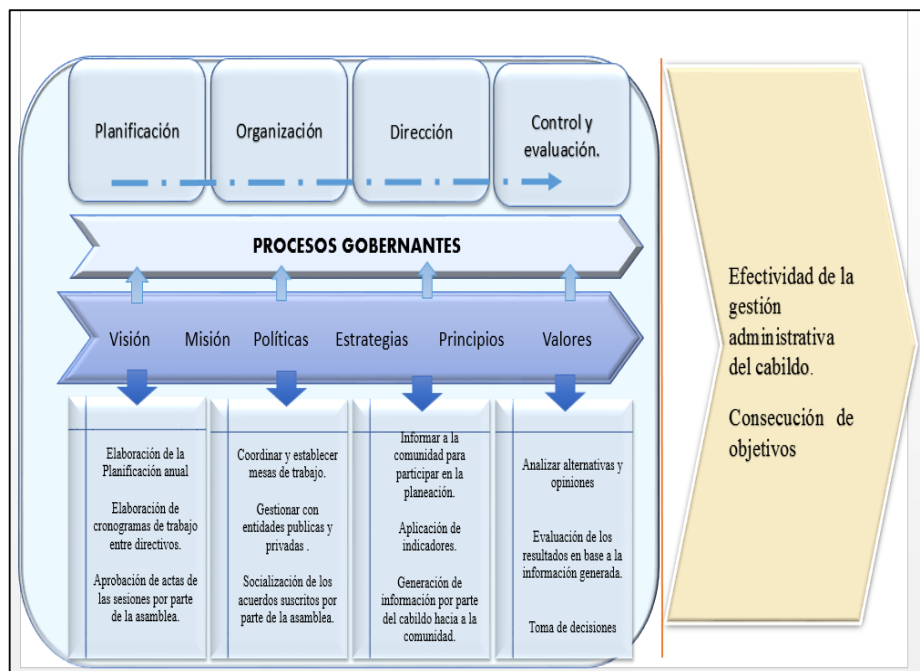 Planificación
Organización
Dirección
Control y
evaluación.
PROCESOS GOBERNANTES
Visión Misión Políticas Estrategias Principios Valores
Elaboración de la
Planificación anual
Elaboración de
cronogramas de trabajo
entre directivos.
Aprobación de actas de
las sesiones por parte
de la asamblea.
Coordinar y establecer
mesas de trabajo.
Gestionar con
entidades publicas y
privadas .
Socialización de los
acuerdos suscritos por
parte de la asamblea.
Informar a la
comunidad para
participar en la
planeación.
Aplicación de
indicadores.
Generación de
información por parte
del cabildo hacia a la
comunidad.
Analizar alternativas y
opiniones
Evaluación de los
resultados en base a la
información generada.
Toma de decisiones
Efectividad de la
gestión
administrativa
del cabildo.
Consecución de
objetivos